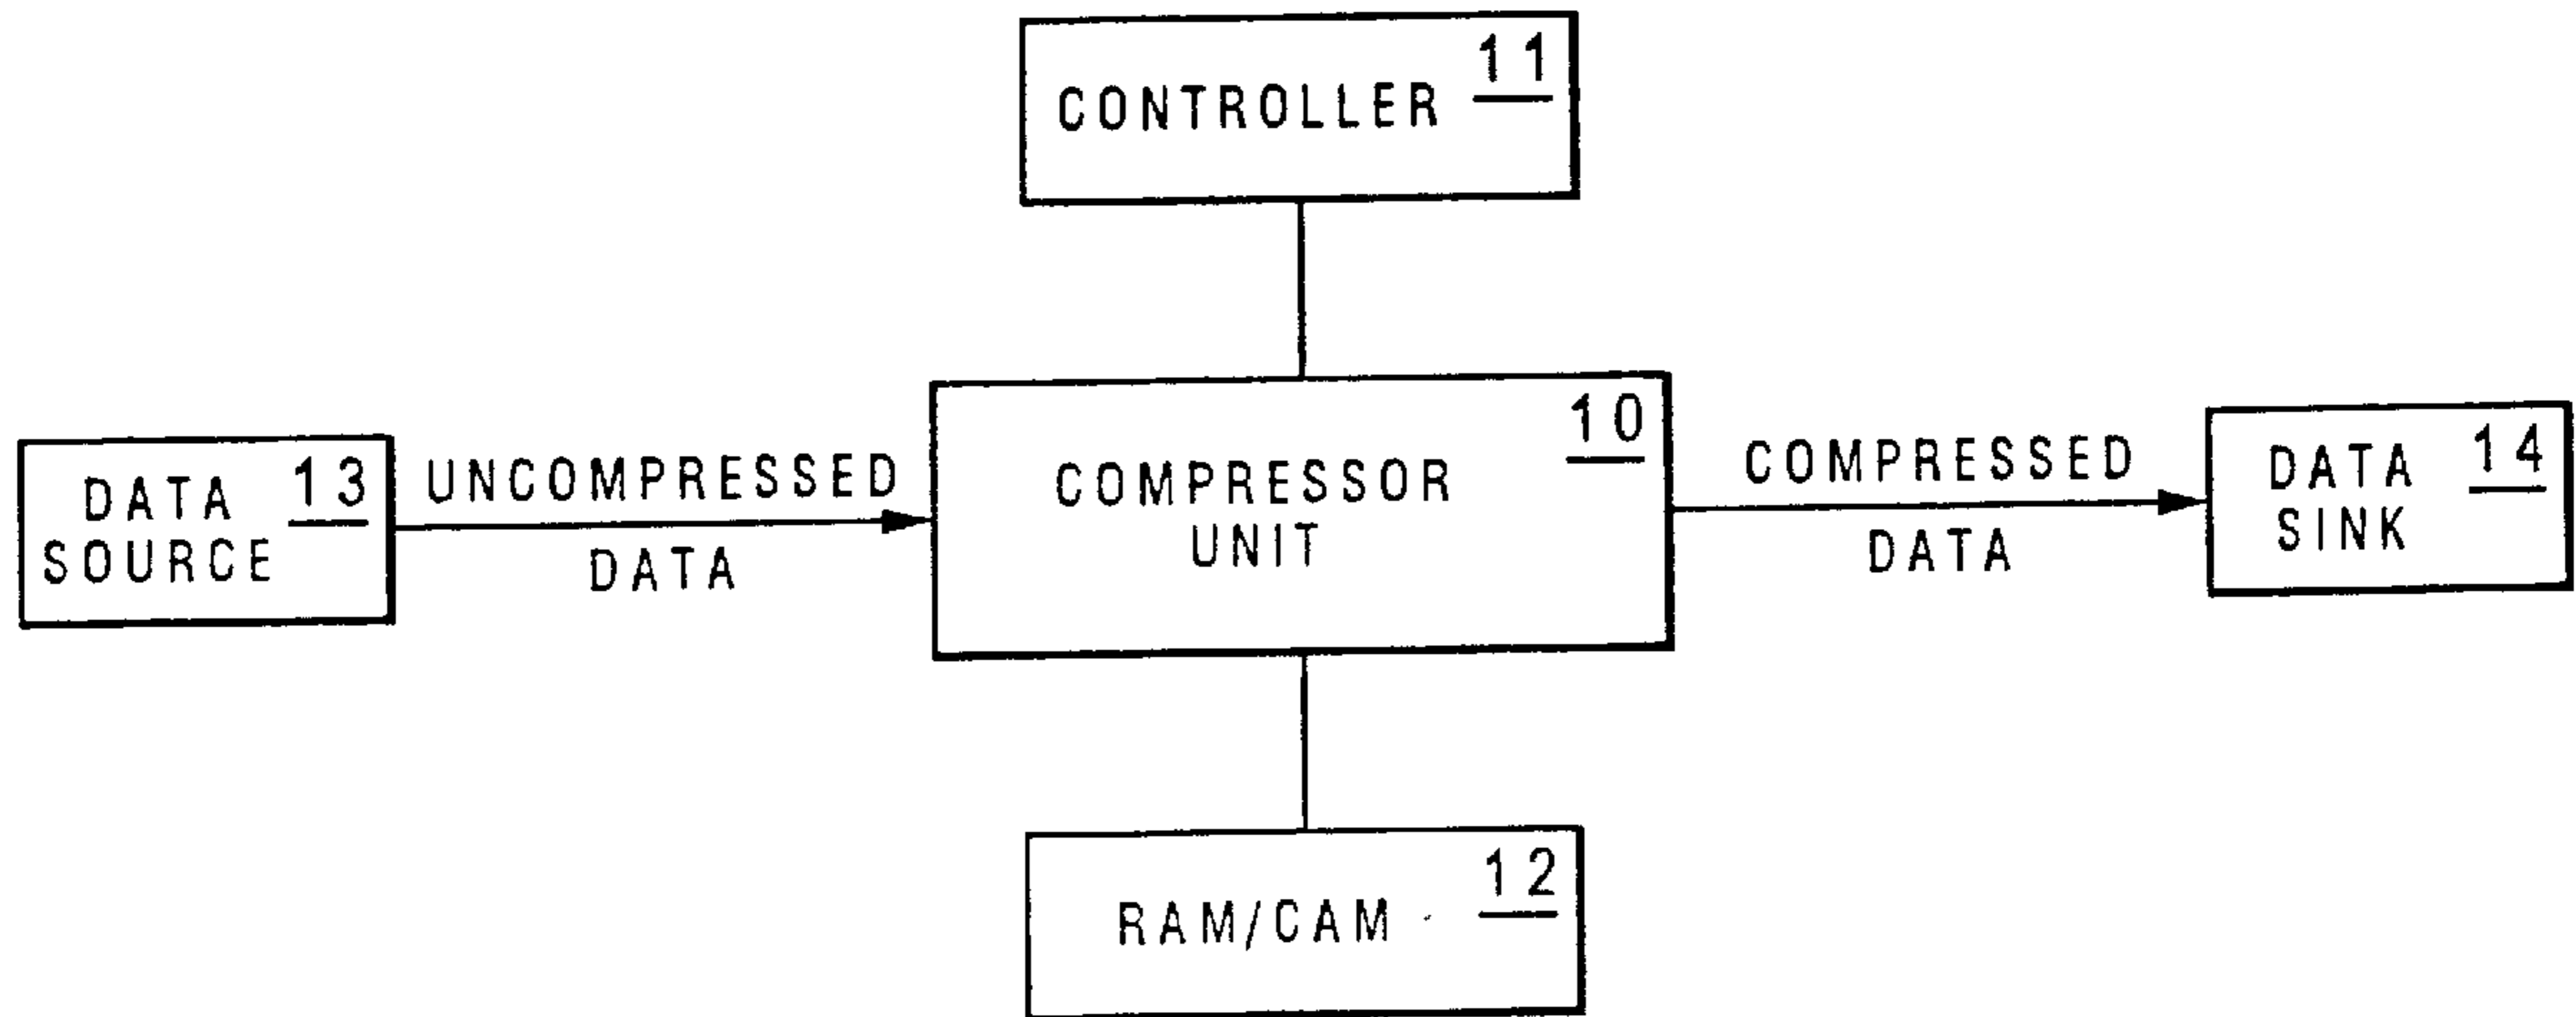 11
CONTROLLER
10
13
DATA
SOURCE
UNCOMPRESSED
DATA
COMPRESSOR
UNIT
COMPRESSED
DATA
14
DATA
SINK
12
RAM/CAM